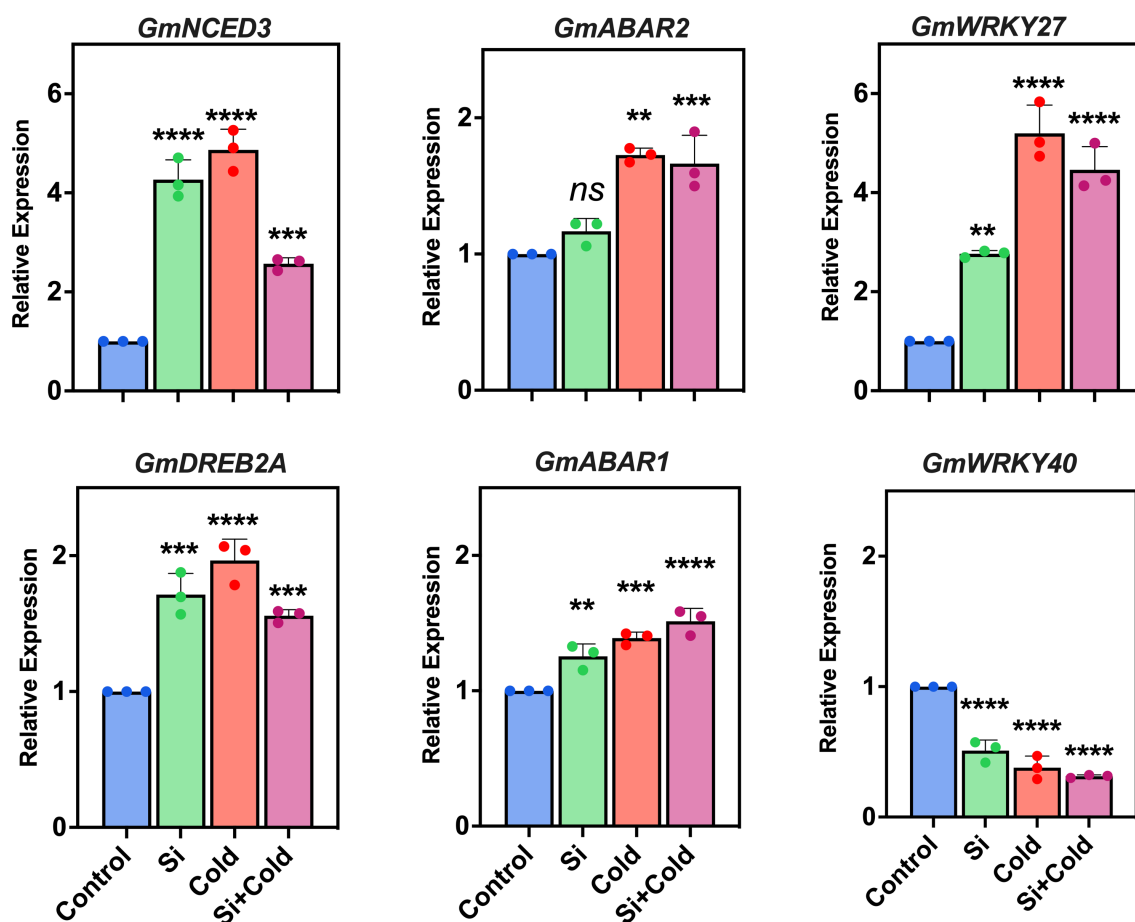 GmNCED3
Relative Expression
6
4
2
0
****
****
***
GmABAR2
Relative Expression
2
1
0
ns
**
***
GmWRKY27
Relative Expression
6
4
2
0
**
****
****
GmDREB2A
Relative Expression
2
1
0
***
****
***
Control
Si
Cold
Si+Cold
GmABAR1
Relative Expression
2
1
0
**
***
****
Control
Si
Cold
Si+Cold
GmWRKY40
Relative Expression
2
1
0
****
****
****
Control
Si
Cold
Si+Cold